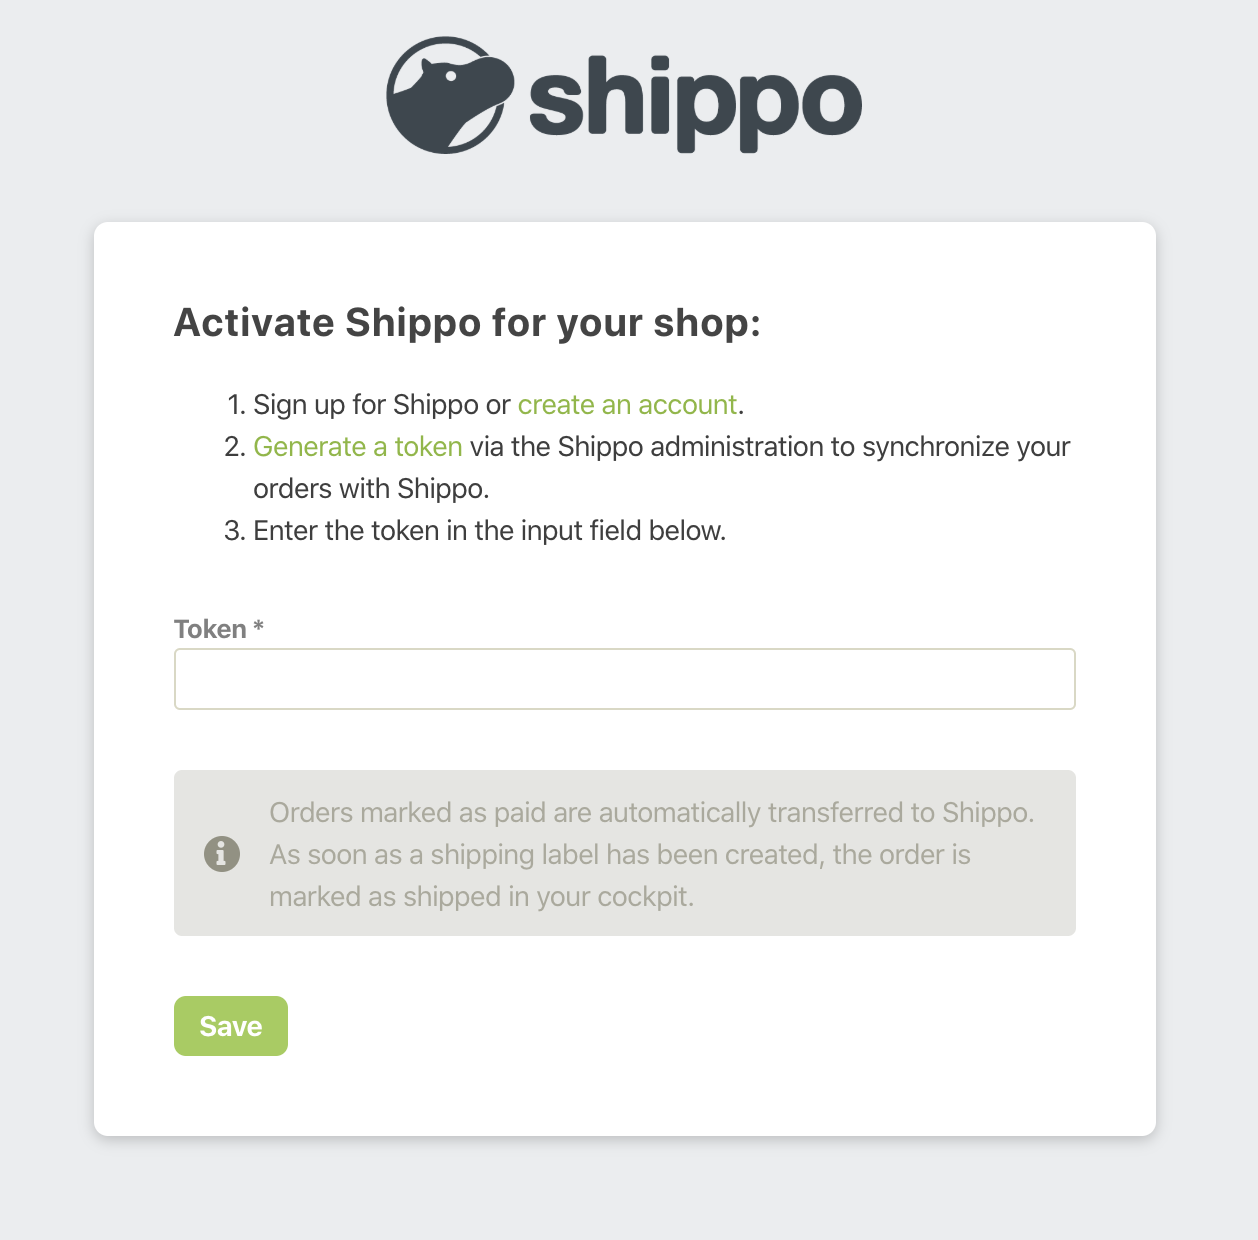 shippo
Activate Shippo for your shop:
1. Sign up for Shippo or create an account.
2. Generate a token via the Shippo administration to synchronize your
orders with Shippo.
3. Enter the token in the input field below.
Token *
Orders marked as paid are automatically transferred to Shippo.
As soon as a shipping label has been created, the order is
marked as shipped in your cockpit.
Save